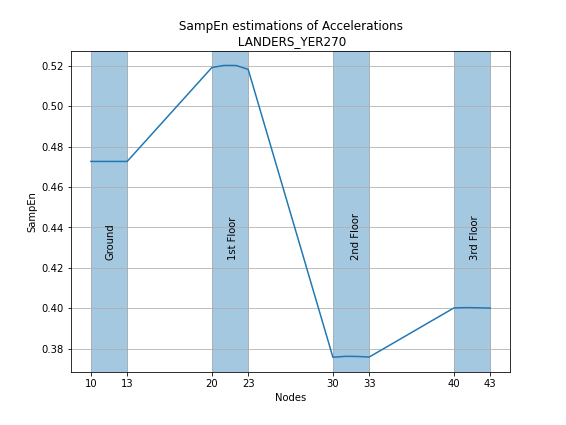 SampEn estimations of Accelerations
LANDERS_YER270
0.52
0.50
0.48
0.46
0.44
0.42
0.40
0.38
SampEn
Ground
1st Floor
2nd Floor
3rd Floor
10 13 20 23 30 33 40 43
Nodes